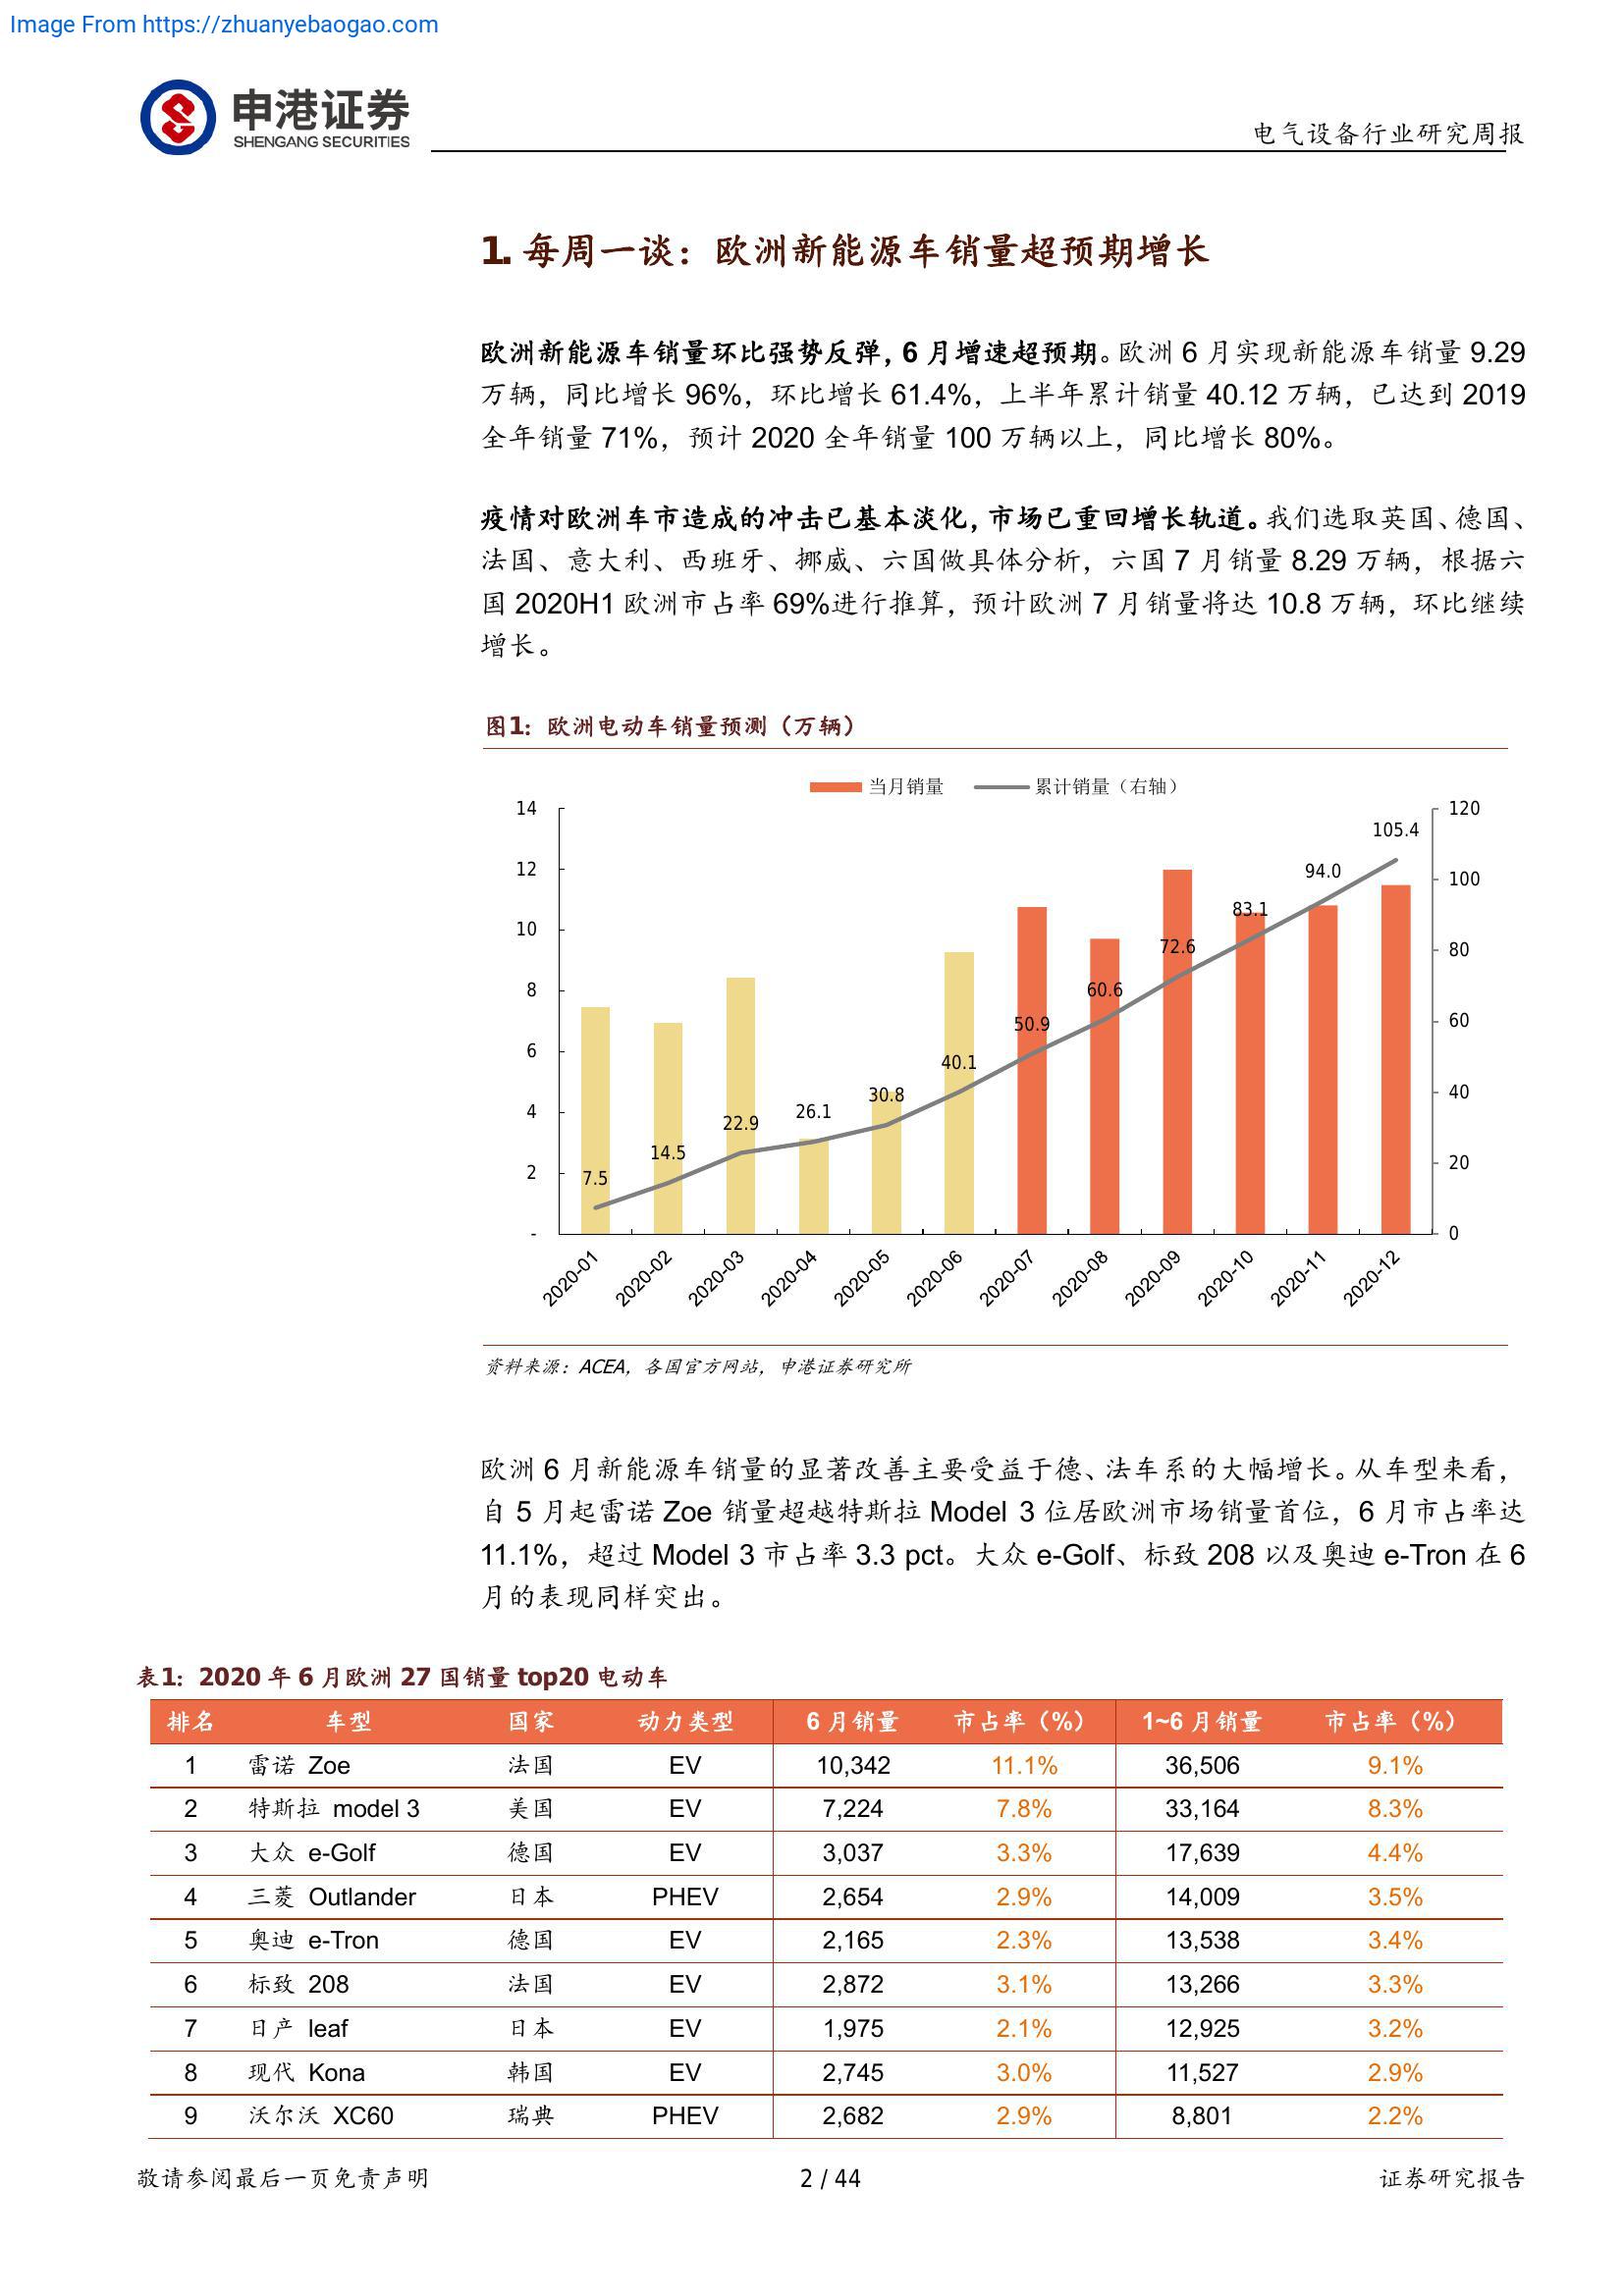 Image From https://zhuanyebaogao.com
申港证券
SHENGANG SECURITIES
电气设备行业研究周报
1. 每周一谈：欧洲新能源车销量超预期增长
欧洲新能源车销量环比强势反弹，6 月增速超预期。欧洲 6 月实现新能源车销量 9.29
万辆，同比增长 96%，环比增长 61.4%，上半年累计销量 40.12 万辆，已达到 2019
全年销量 71%，预计 2020 全年销量 100 万辆以上，同比增长 80%。
疫情对欧洲车市造成的冲击已基本淡化，市场已重回增长轨道。我们选取英国、德国、
法国、意大利、西班牙、挪威、六国做具体分析，六国 7 月销量 8.29 万辆，根据六
国 2020H1 欧洲市占率 69%进行推算，预计欧洲 7 月销量将达 10.8 万辆，环比继续
增长。
图1：欧洲电动车销量预测（万辆）
当月销量 累计销量（右轴）
14
12
10
8
6
4
2
-
120
100
80
60
40
20
0
7.5
14.5
22.9
26.1
30.8
40.1
50.9
60.6
72.6
83.1
94.0
105.4
2020-01
2020-02
2020-03
2020-04
2020-05
2020-06
2020-07
2020-08
2020-09
2020-10
2020-11
2020-12
资料来源：ACEA，各国官方网站，申港证券研究所
欧洲 6 月新能源车销量的显著改善主要受益于德、法车系的大幅增长。从车型来看，
自 5 月起雷诺 Zoe 销量超越特斯拉 Model 3 位居欧洲市场销量首位，6 月市占率达
11.1%，超过 Model 3 市占率 3.3 pct。大众 e-Golf、标致 208 以及奥迪 e-Tron 在 6
月的表现同样突出。
表1：2020 年 6 月欧洲 27 国销量 top20 电动车
排名 车型 国家 动力类型 6 月销量 市占率（%） 1~6 月销量 市占率（%）
1 雷诺 Zoe 法国 EV 10,342 11.1% 36,506 9.1%
2 特斯拉 model 3 美国 EV 7,224 7.8% 33,164 8.3%
3 大众 e-Golf 德国 EV 3,037 3.3% 17,639 4.4%
4 三菱 Outlander 日本 PHEV 2,654 2.9% 14,009 3.5%
5 奥迪 e-Tron 德国 EV 2,165 2.3% 13,538 3.4%
6 标致 208 法国 EV 2,872 3.1% 13,266 3.3%
7 日产 leaf 日本 EV 1,975 2.1% 12,925 3.2%
8 现代 Kona 韩国 EV 2,745 3.0% 11,527 2.9%
9 沃尔沃 XC60 瑞典 PHEV 2,682 2.9% 8,801 2.2%
敬请参阅最后一页免责声明 2 / 44 证券研究报告